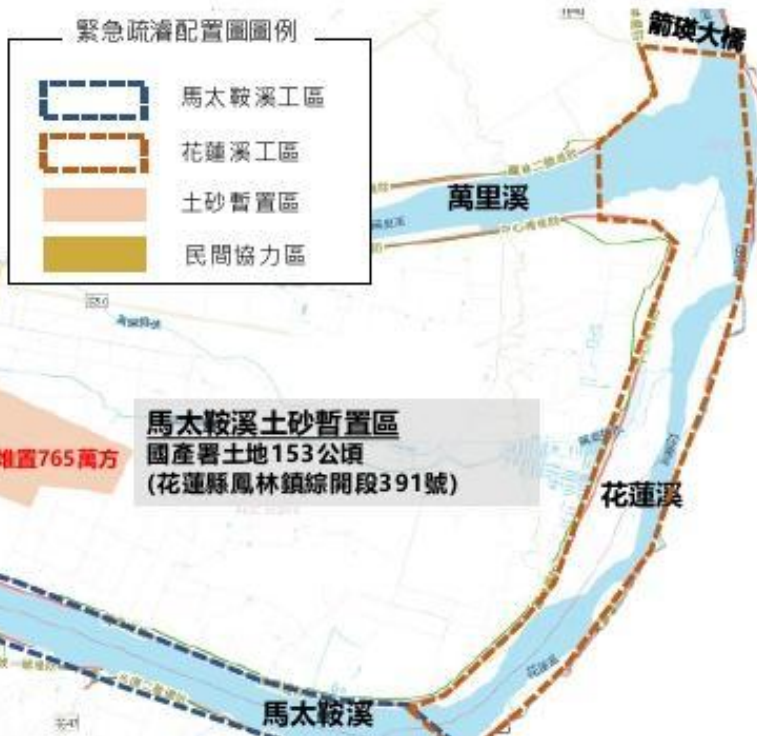 緊急疏濬配置圖圖例
馬太鞍溪工區
花蓮溪工區
土砂暫置區
民間協力區
箭瑛大橋
萬里溪
堆置765萬方
馬太鞍溪土砂暫置區
國產署土地153公頃
(花蓮縣鳳林鎮綜開段391號)
花蓮溪
花蓮溪
馬太鞍溪